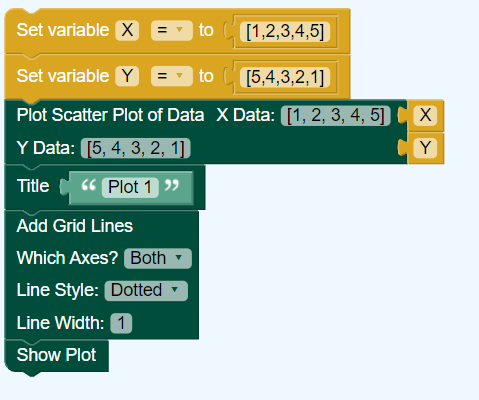 Set variable X = to [1,2,3,4,5]
Set variable Y = to [5,4,3,2,1]
Plot Scatter Plot of Data X Data: [1, 2, 3, 4, 5] X
Y Data: [5, 4, 3, 2, 1] Y
Title “ Plot 1 ”
Add Grid Lines
Which Axes? Both
Line Style: Dotted
Line Width: 1
Show Plot